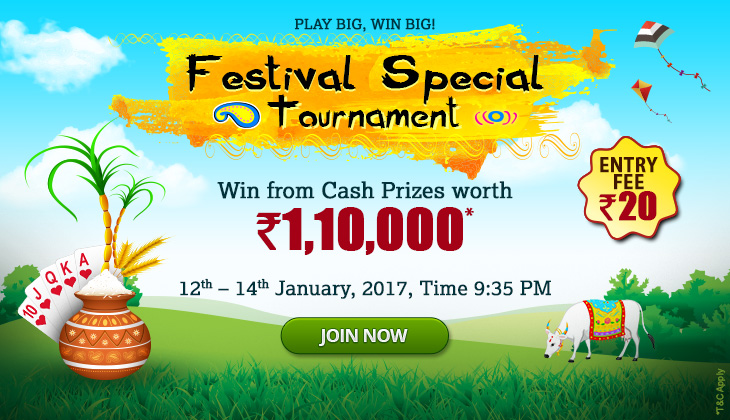 PLAY BIG, WIN BIG!
Festival Special
Tournament
ENTRY
FEE
₹20
Win from Cash Prizes worth
₹1,10,000*
10 J Q K A
12th – 14th January, 2017, Time 9:35 PM
JOIN NOW
*T&C Apply